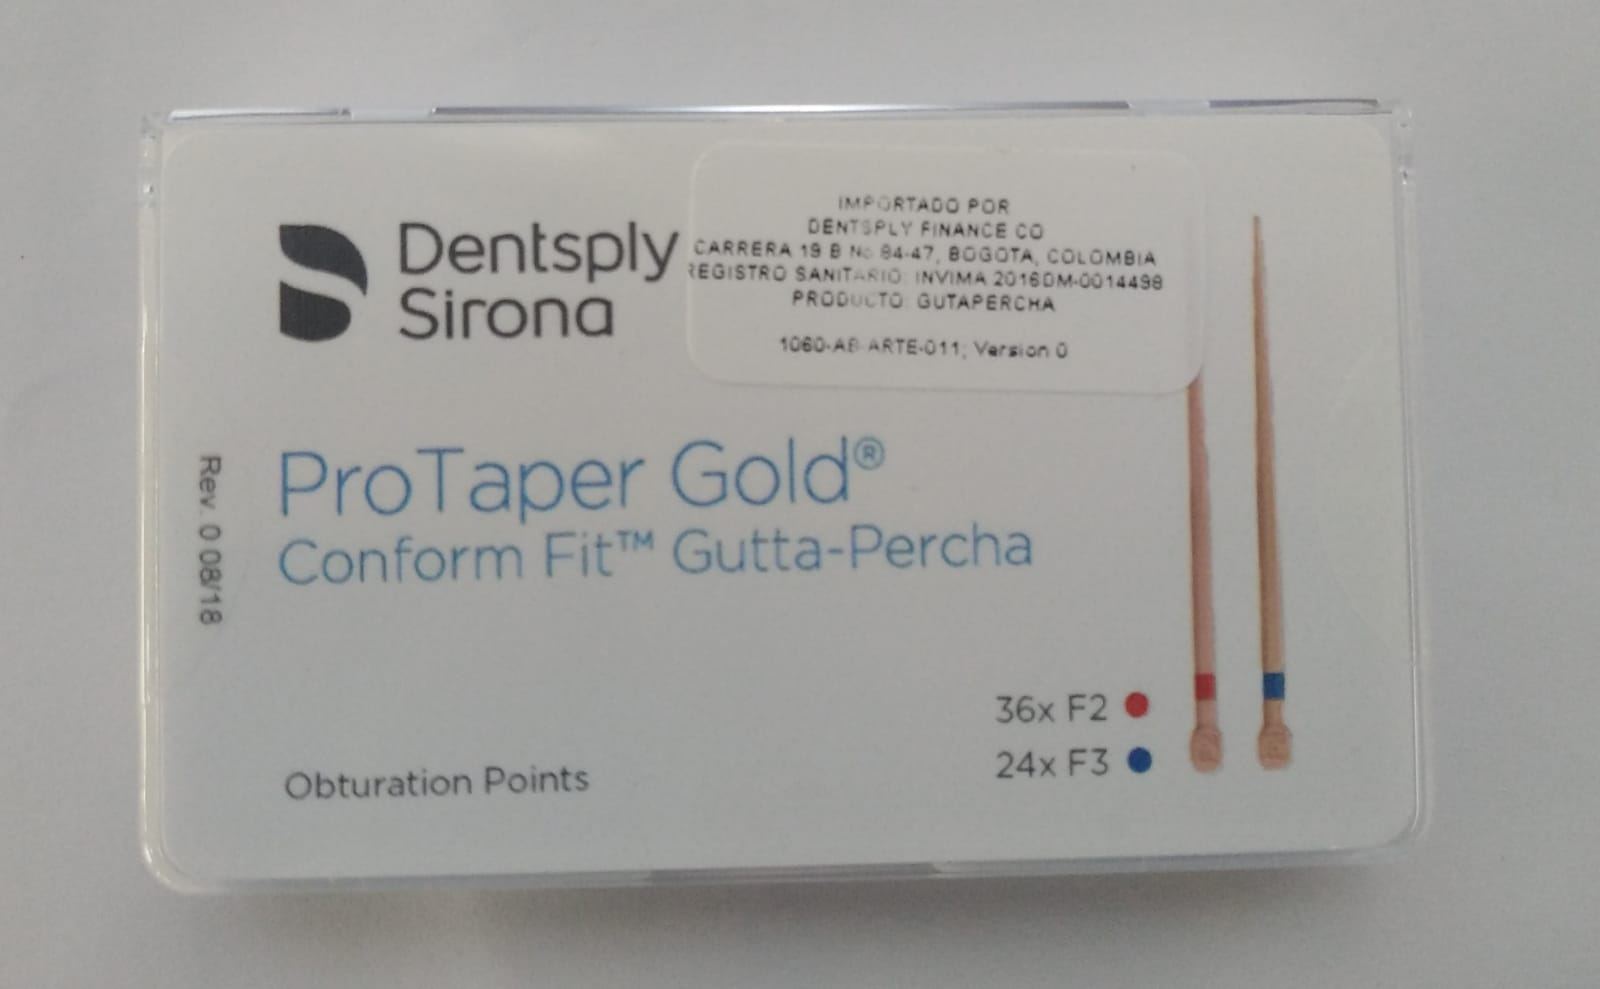 Dentsply
Sirona
IMPORTADO POR
DENTSPLY FINANCE CO
CARRERA 19 B No 94-47, BOGOTA, COLOMBIA
REGISTRO SANITARIO: INVIMA 2016DM-0014498
PRODUCTO: GUTAPERCHA
1060-AB-ARTE-011; Version 0
Rev. 0 08/18
ProTaper Gold®
Conform Fit™ Gutta-Percha
36x F2
24x F3
Obturation Points